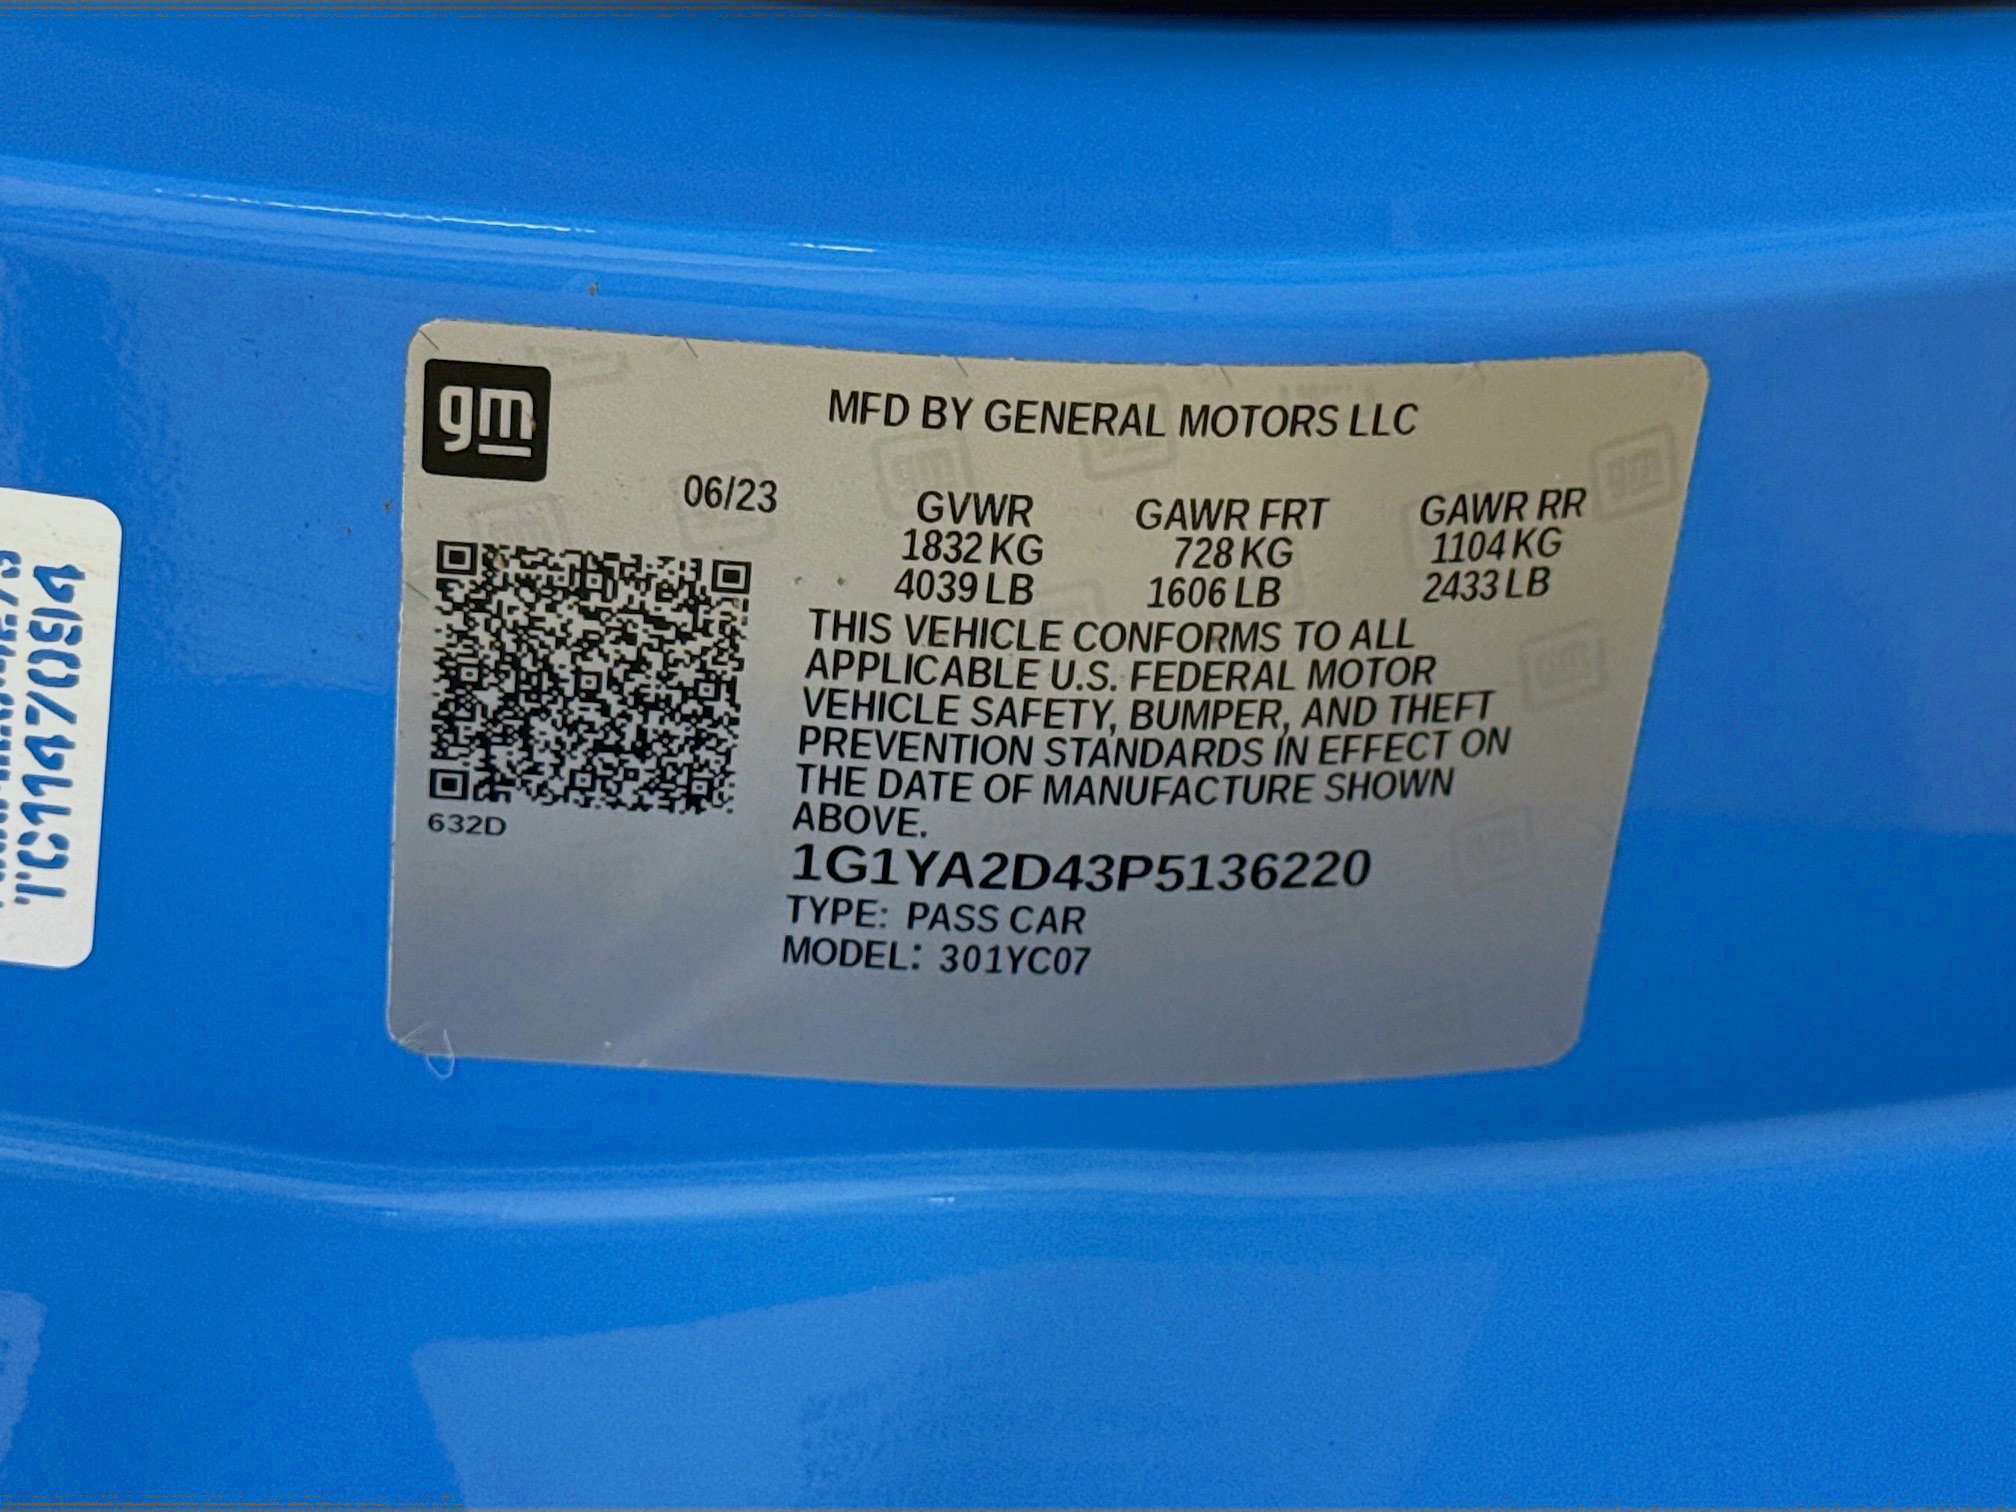 gm
MFD BY GENERAL MOTORS LLC
06/23
GVWR GAWR FRT GAWR RR
1832 KG 728 KG 1104 KG
4039 LB 1606 LB 2433 LB
THIS VEHICLE CONFORMS TO ALL
APPLICABLE U.S. FEDERAL MOTOR
VEHICLE SAFETY, BUMPER, AND THEFT
PREVENTION STANDARDS IN EFFECT ON
THE DATE OF MANUFACTURE SHOWN
ABOVE.
632D
1G1YA2D43P5136220
TYPE: PASS CAR
MODEL: 301YC07